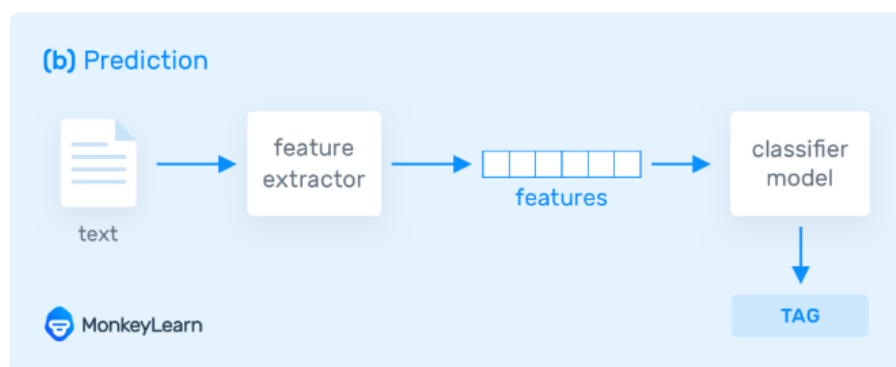 (b) Prediction
feature
extractor
classifier
model
features
text
TAG
MonkeyLearn